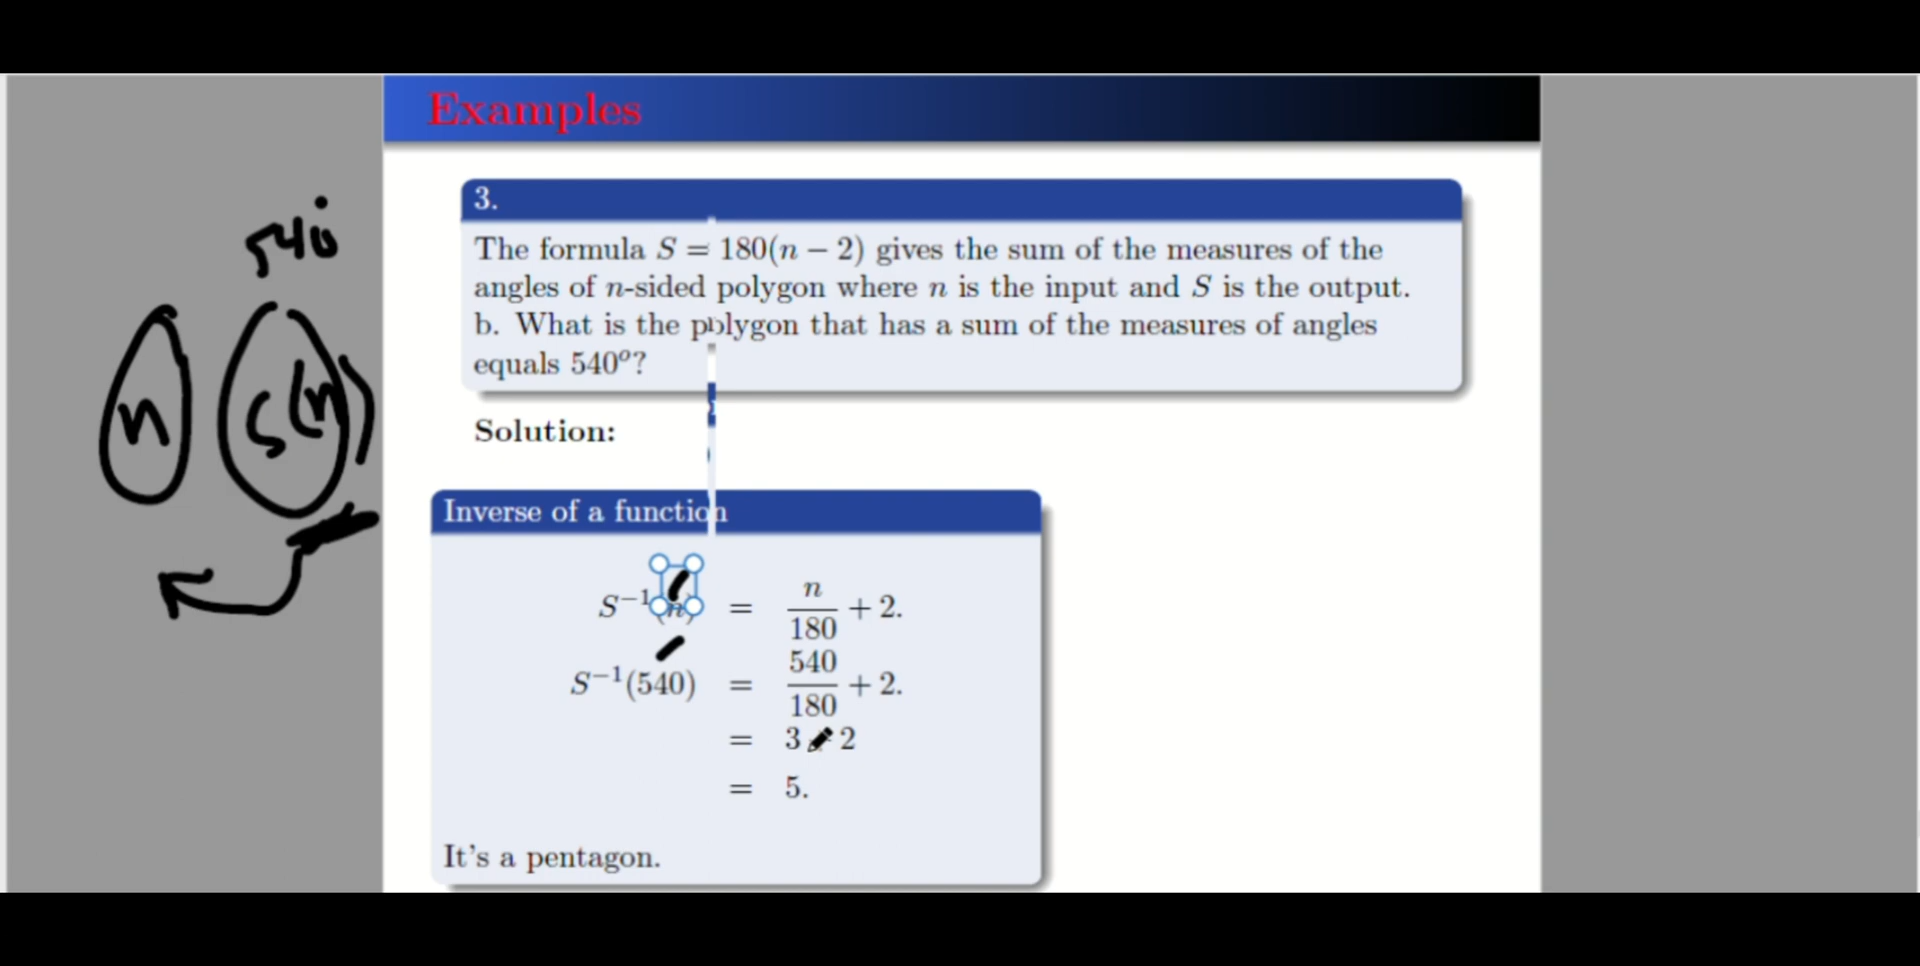 Examples
3.
The formula S = 180(n − 2) gives the sum of the measures of the
angles of n-sided polygon where n is the input and S is the output.
b. What is the polygon that has a sum of the measures of angles
equals 540°?
Solution:
Inverse of a function
S⁻¹(n) = n/180 + 2.
S⁻¹(540) = 540/180 + 2.
= 3 2
= 5.
It's a pentagon.
540°
n S(n)